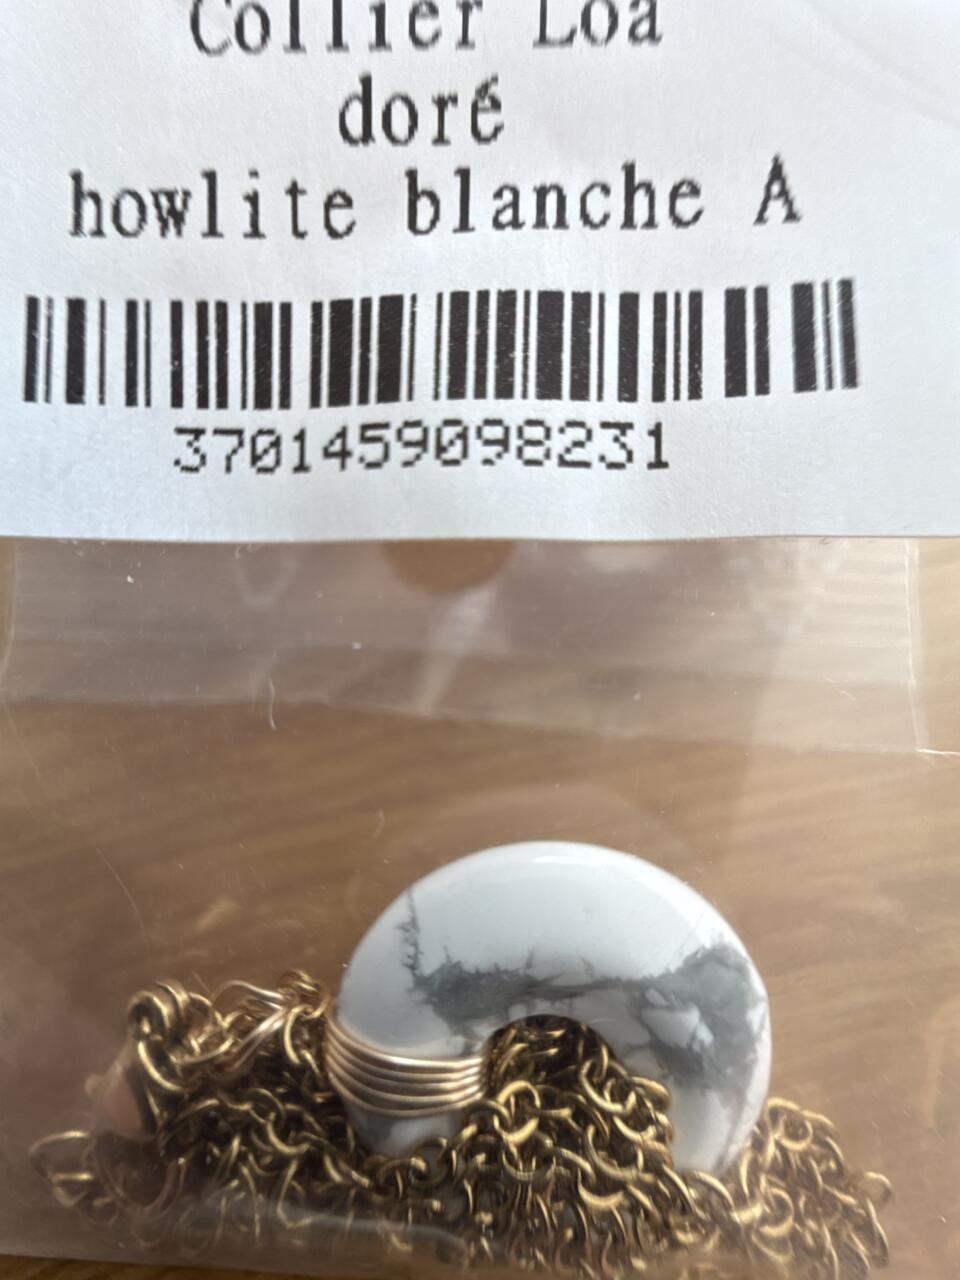 Collier Loa
doré
howlite blanche A
3701459098231